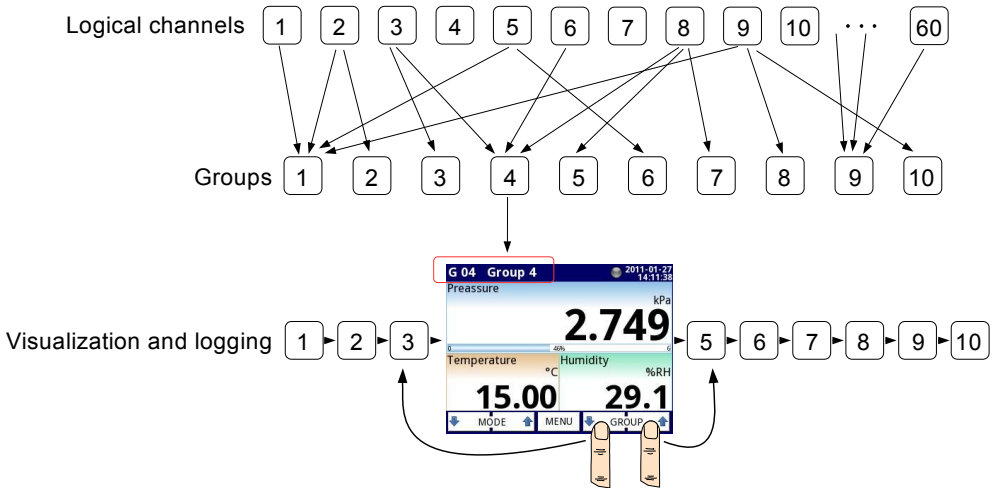 Logical channels 1 2 3 4 5 6 7 8 9 10 ··· 60
Groups 1 2 3 4 5 6 7 8 9 10
G 04 Group 4 2011-01-27
14:11:38
Preassure
kPa
2.749
0 46% 6
Visualization and logging 1 2 3 5 6 7 8 9 10
Temperature Humidity
°C %RH
15.00 29.1
MODE MENU GROUP